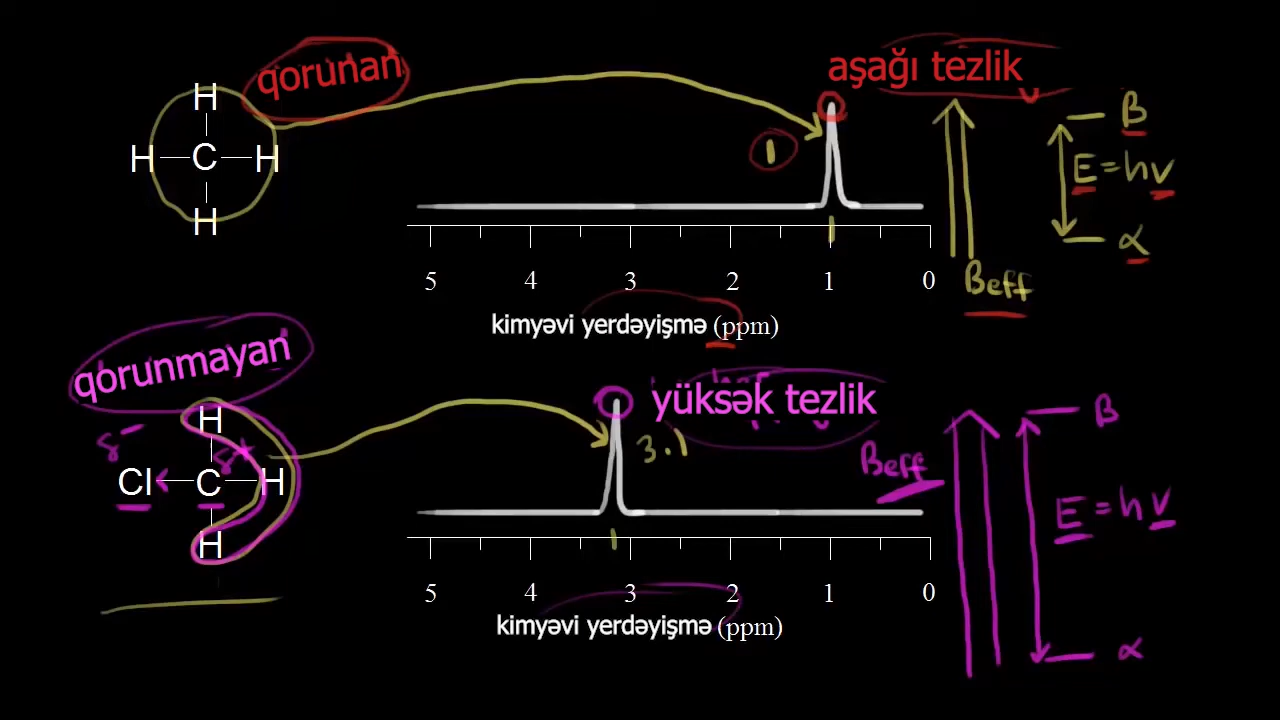 qorunan
aşağı tezlik
H
H C H
H
1
β
E = hν
α
Beff
5 4 3 2 1 0
kimyəvi yerdəyişmə (ppm)
qorunmayan
yüksək tezlik
H
δ- δ+
Cl C H
H
3.1
Beff
β
E = hν
α
5 4 3 2 1 0
kimyəvi yerdəyişmə (ppm)